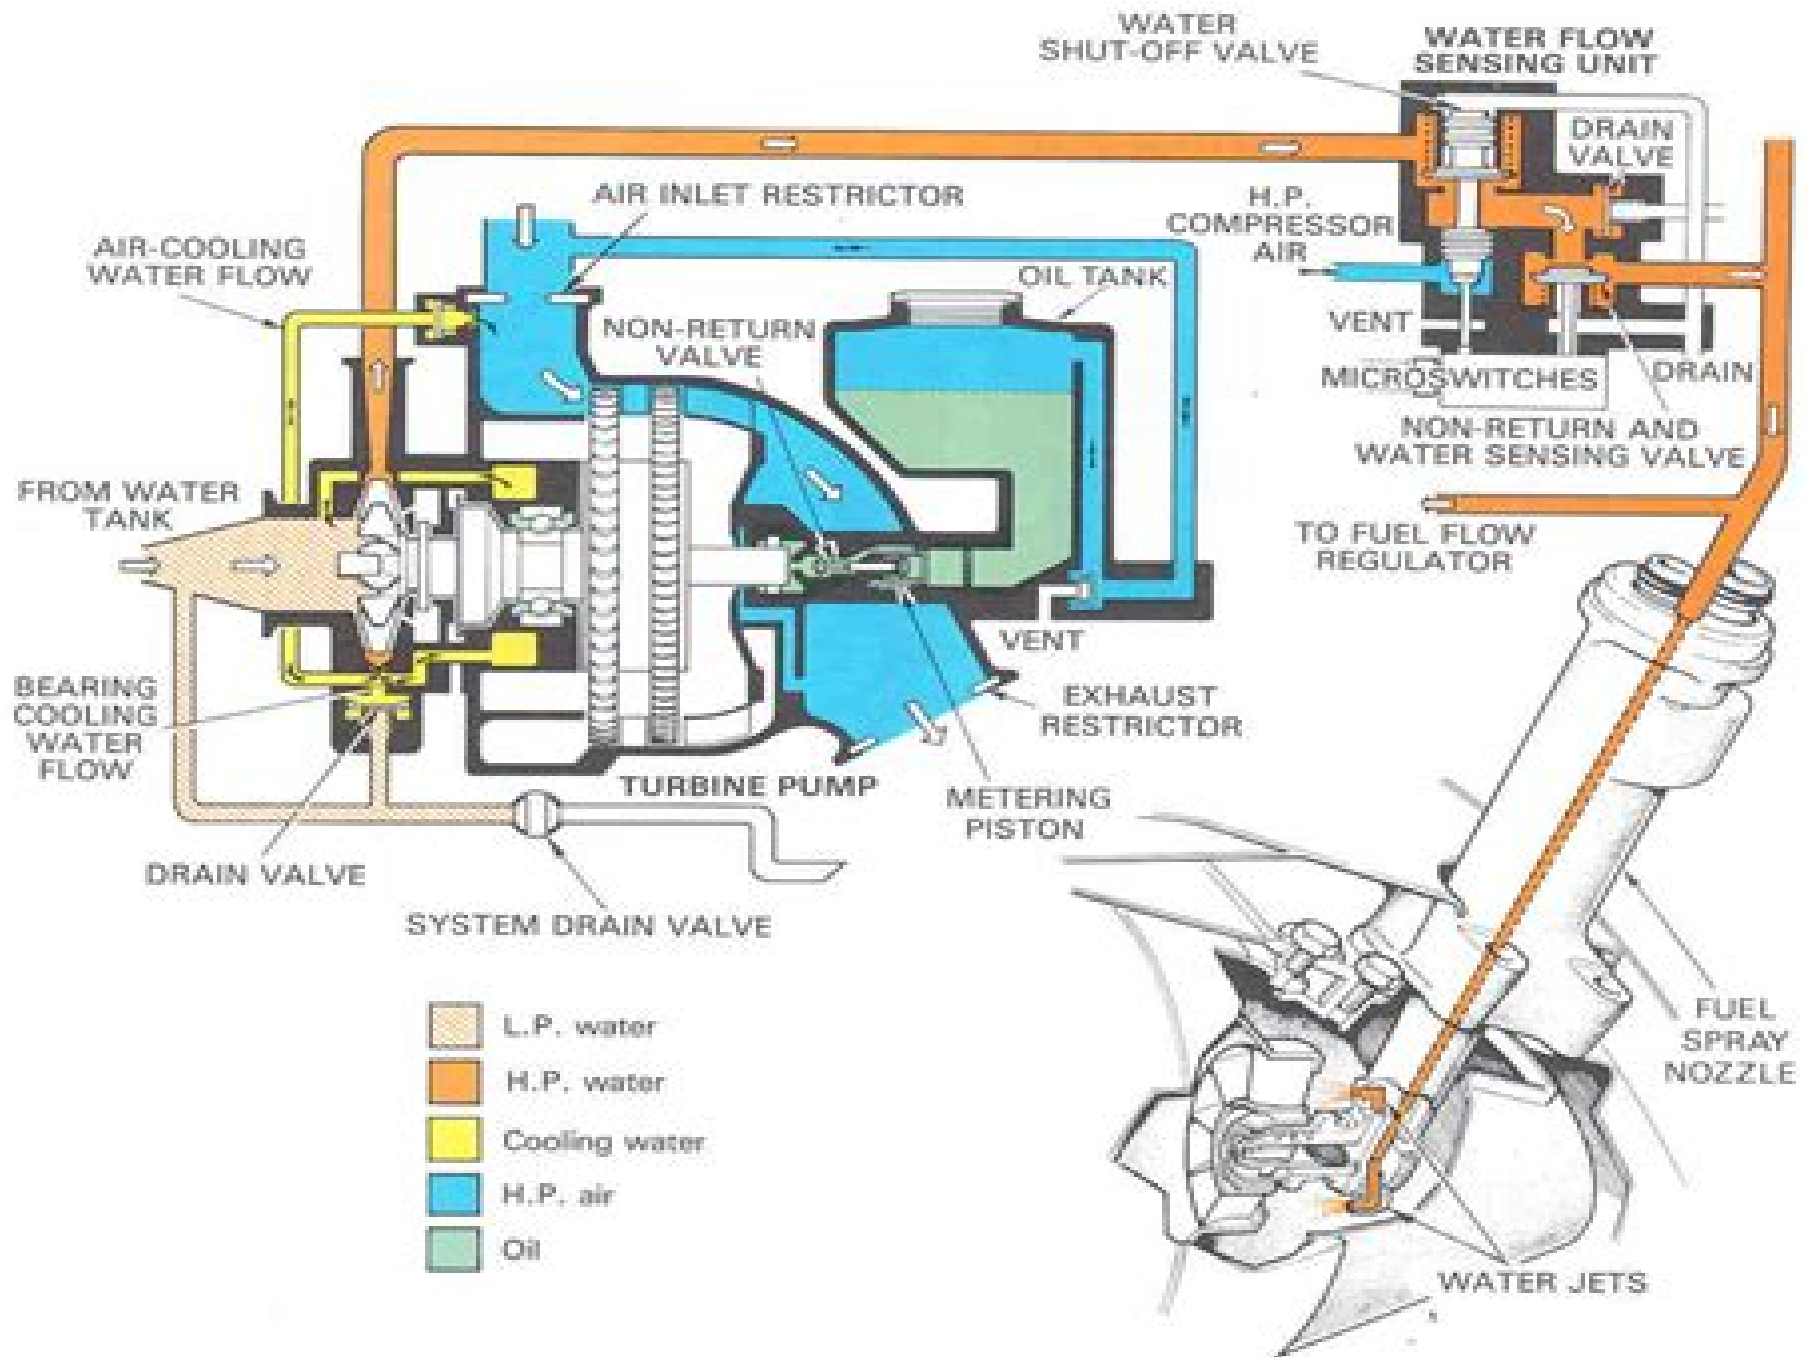 WATER
SHUT-OFF VALVE
WATER FLOW
SENSING UNIT
DRAIN
VALVE
AIR INLET RESTRICTOR
H.P.
COMPRESSOR
AIR
AIR-COOLING
WATER FLOW
OIL TANK
NON-RETURN
VALVE
VENT
MICROSWITCHES
DRAIN
NON-RETURN AND
WATER SENSING VALVE
FROM WATER
TANK
TO FUEL FLOW
REGULATOR
VENT
BEARING
COOLING
WATER
FLOW
EXHAUST
RESTRICTOR
TURBINE PUMP
METERING
PISTON
DRAIN VALVE
SYSTEM DRAIN VALVE
L.P. water
H.P. water
Cooling water
H.P. air
Oil
FUEL
SPRAY
NOZZLE
WATER JETS